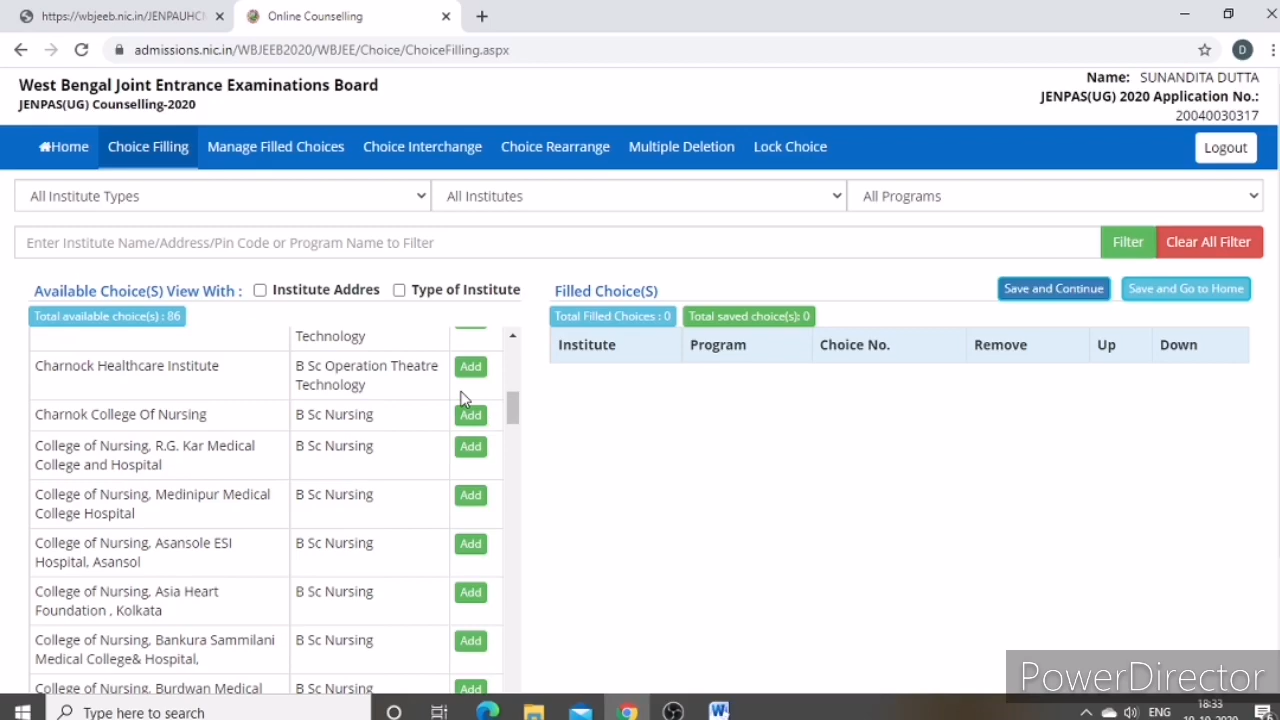 https://wbjeeb.nic.in/JENPAUHCI
Online Counselling
admissions.nic.in/WBJEEB2020/WBJEE/Choice/ChoiceFilling.aspx
D
West Bengal Joint Entrance Examinations Board
JENPAS(UG) Counselling-2020
Name: SUNANDITA DUTTA
JENPAS(UG) 2020 Application No.:
20040030317
Home Choice Filling Manage Filled Choices Choice Interchange Choice Rearrange Multiple Deletion Lock Choice Logout
All Institute Types All Institutes All Programs
Enter Institute Name/Address/Pin Code or Program Name to Filter Filter Clear All Filter
Available Choice(S) View With : Institute Addres Type of Institute
Total available choice(s) : 86
Technology
Charnock Healthcare Institute B Sc Operation Theatre Add
Technology
Charnok College Of Nursing B Sc Nursing Add
College of Nursing, R.G. Kar Medical B Sc Nursing Add
College and Hospital
College of Nursing, Medinipur Medical B Sc Nursing Add
College Hospital
College of Nursing, Asansole ESI B Sc Nursing Add
Hospital, Asansol
College of Nursing, Asia Heart B Sc Nursing Add
Foundation , Kolkata
College of Nursing, Bankura Sammilani B Sc Nursing Add
Medical College& Hospital,
College of Nursing, Burdwan Medical B Sc Nursing Add
Filled Choice(S) Save and Continue Save and Go to Home
Total Filled Choices : 0 Total saved choice(s): 0
Institute Program Choice No. Remove Up Down
PowerDirector
Type here to search
ENG
18:33
19-10-2020